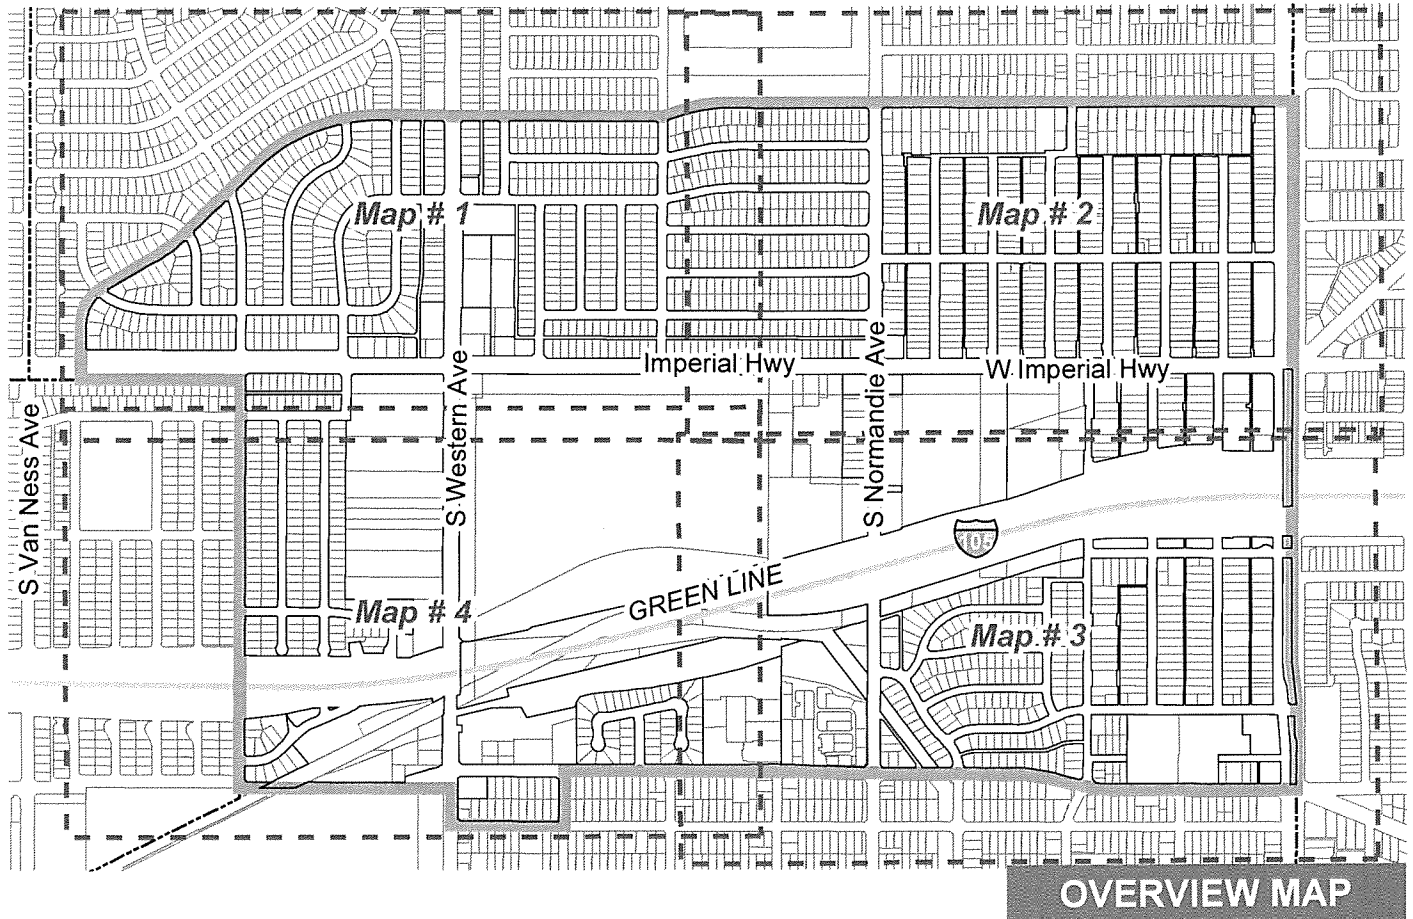 Map # 1
Map # 2
Imperial Hwy
W Imperial Hwy
S Van Ness Ave
S Western Ave
S Normandie Ave
105
GREEN LINE
Map # 4
Map # 3
OVERVIEW MAP